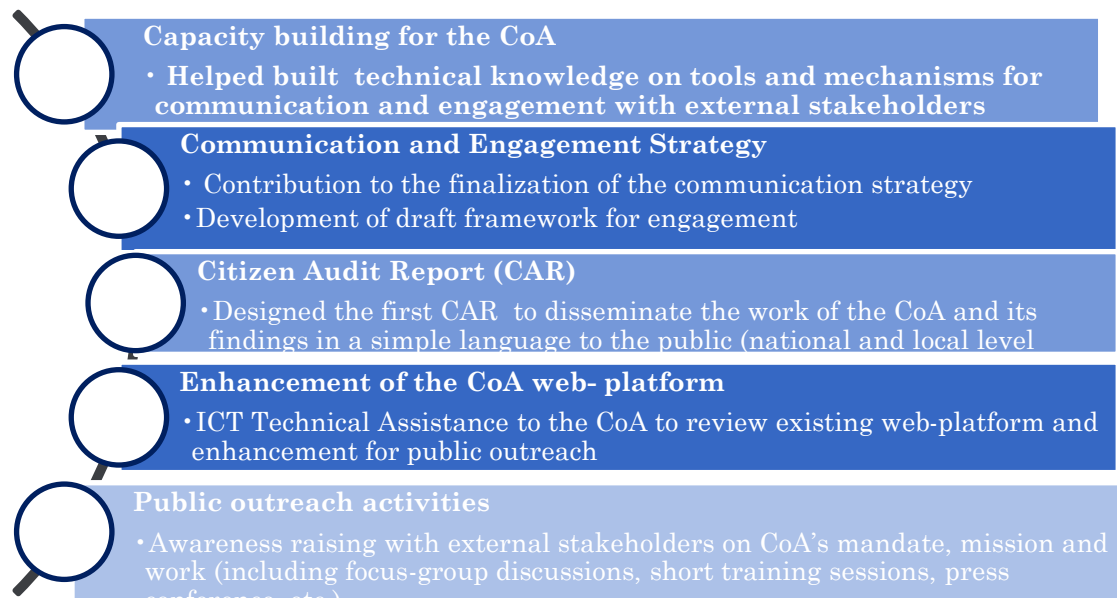 Capacity building for the CoA
• Helped built technical knowledge on tools and mechanisms for
communication and engagement with external stakeholders
Communication and Engagement Strategy
• Contribution to the finalization of the communication strategy
• Development of draft framework for engagement
Citizen Audit Report (CAR)
• Designed the first CAR to disseminate the work of the CoA and its
findings in a simple language to the public (national and local level
Enhancement of the CoA web- platform
• ICT Technical Assistance to the CoA to review existing web-platform and
enhancement for public outreach
Public outreach activities
• Awareness raising with external stakeholders on CoA's mandate, mission and
work (including focus-group discussions, short training sessions, press
conference, etc.)